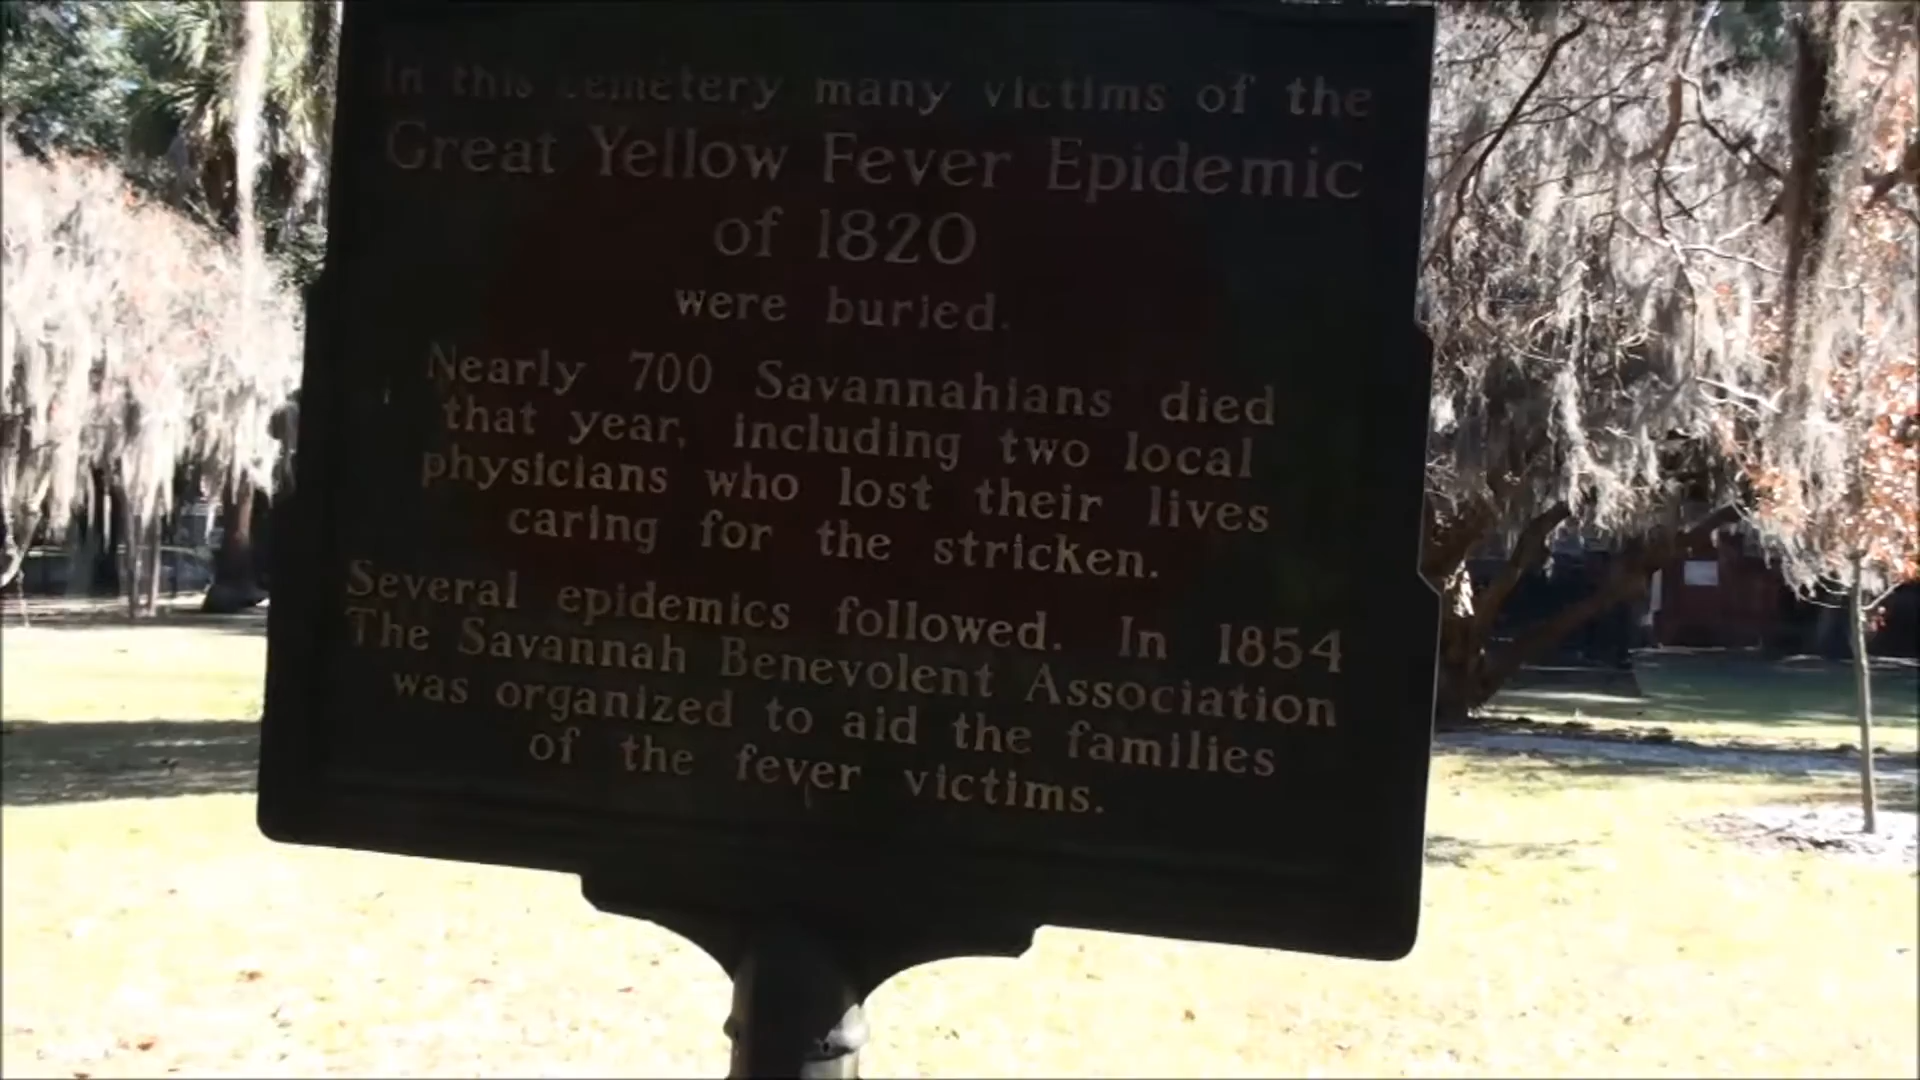 In this cemetery many victims of the
Great Yellow Fever Epidemic
of 1820
were buried.
Nearly 700 Savannahians died
that year, including two local
physicians who lost their lives
caring for the stricken.
Several epidemics followed. In 1854
The Savannah Benevolent Association
was organized to aid the families
of the fever victims.